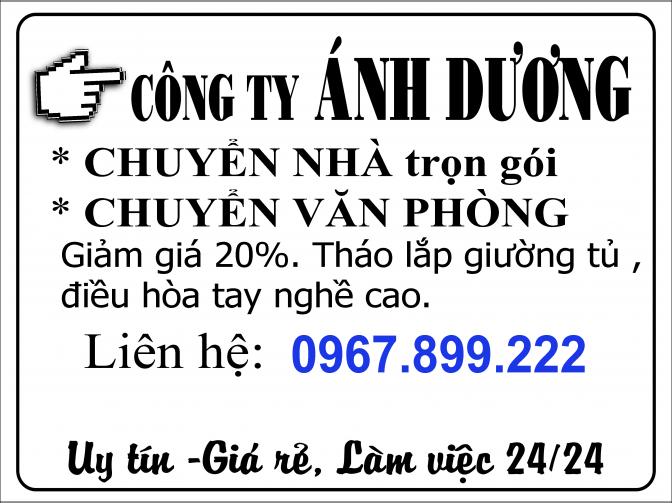 CÔNG TY ÁNH DƯƠNG
* CHUYỂN NHÀ trọn gói
* CHUYỂN VĂN PHÒNG
Giảm giá 20%. Tháo lắp giường tủ ,
điều hòa tay nghề cao.
Liên hệ: 0967.899.222
Uy tín -Giá rẻ, Làm việc 24/24